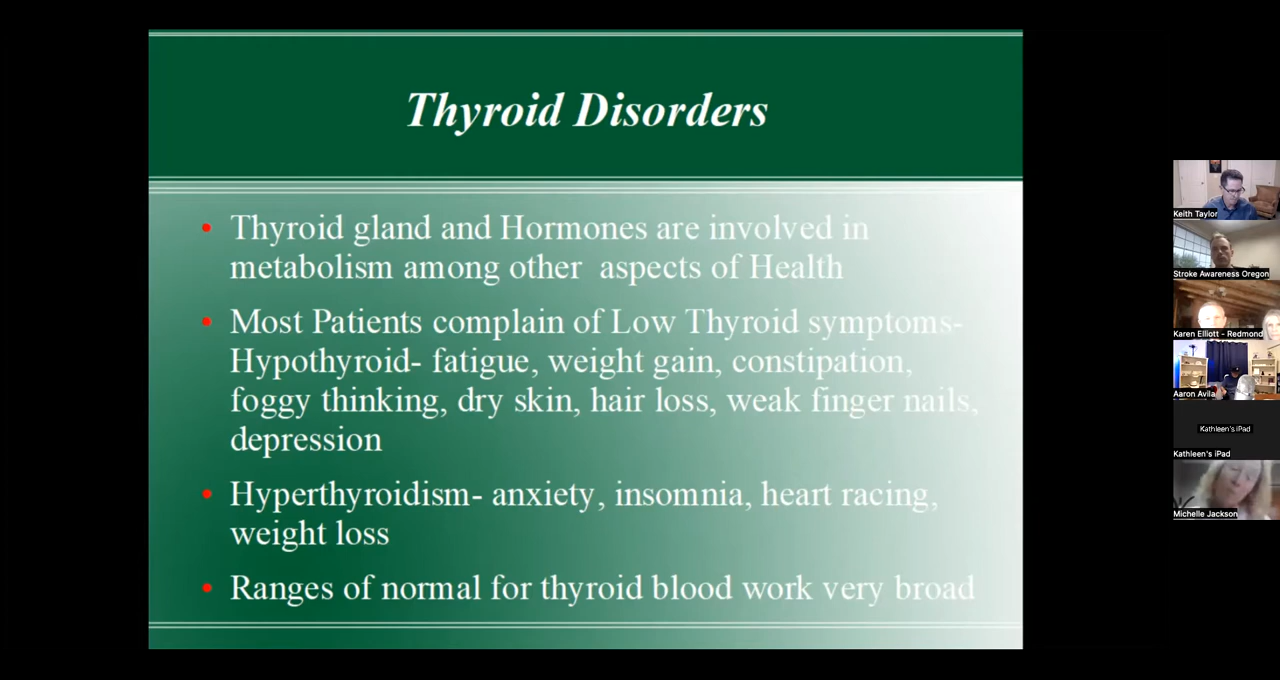 Thyroid Disorders
Thyroid gland and Hormones are involved in
metabolism among other aspects of Health
Most Patients complain of Low Thyroid symptoms-
Hypothyroid- fatigue, weight gain, constipation,
foggy thinking, dry skin, hair loss, weak finger nails,
depression
Hyperthyroidism- anxiety, insomnia, heart racing,
weight loss
Ranges of normal for thyroid blood work very broad
Keith Taylor
Stroke Awareness Oregon
Karen Elliott - Redmond
Aaron Avila
Kathleen's iPad
Kathleen's iPad
Michelle Jackson